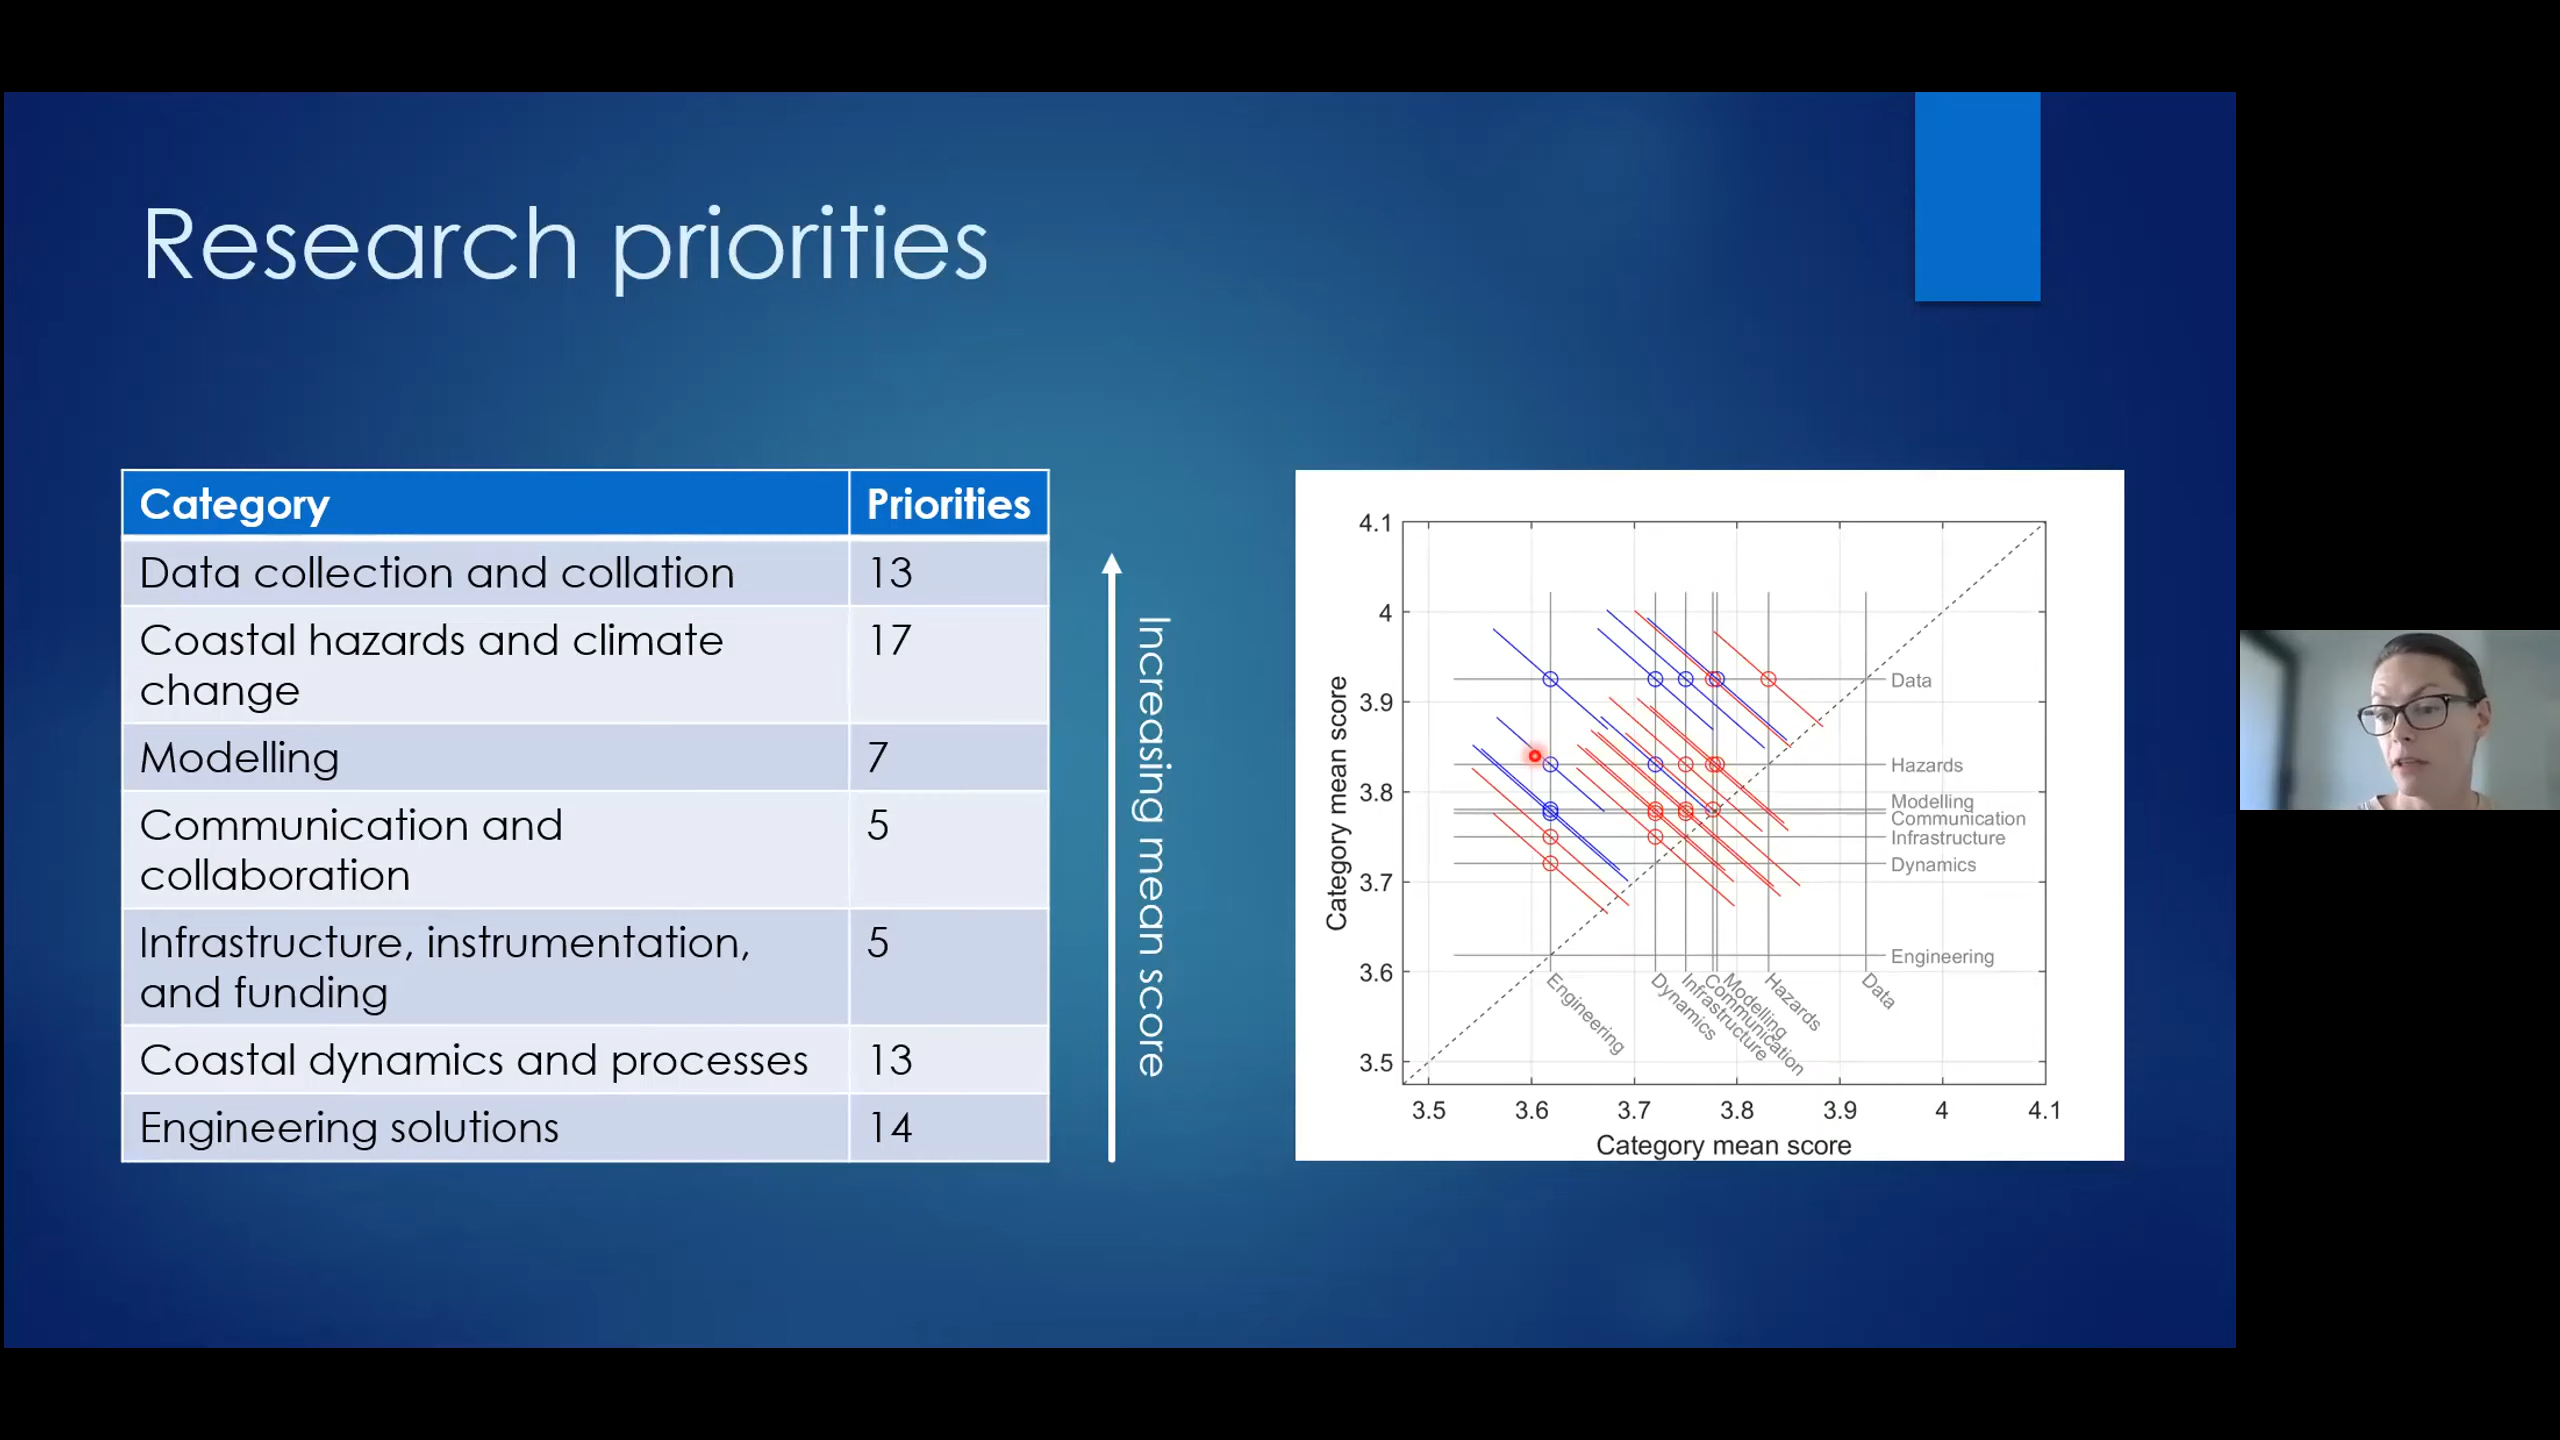 Research priorities
Category Priorities
Data collection and collation 13
Coastal hazards and climate 17
change
Modelling 7
Communication and 5
collaboration
Infrastructure, instrumentation, 5
and funding
Coastal dynamics and processes 13
Engineering solutions 14
Increasing mean score
Category mean score
4.1
4
3.9
3.8
3.7
3.6
3.5
Data
Hazards
Modelling
Communication
Infrastructure
Dynamics
Engineering
Engineering
Dynamics
Infrastructure
Communication
Modelling
Hazards
Data
3.5 3.6 3.7 3.8 3.9 4 4.1
Category mean score